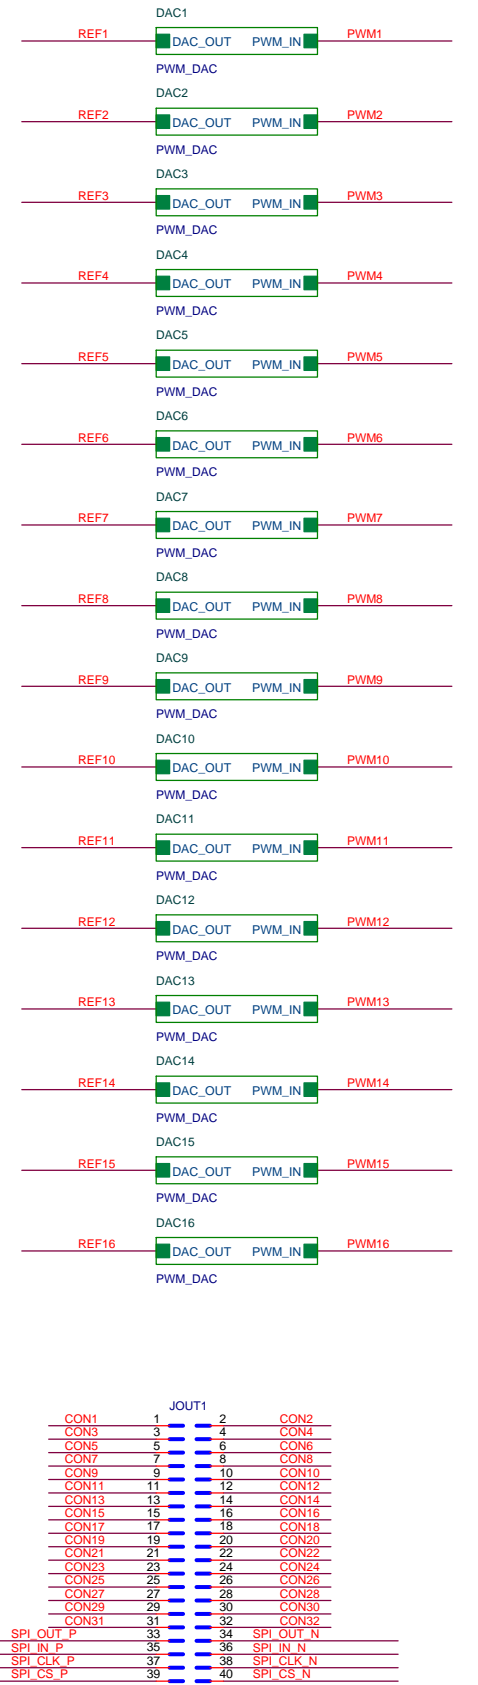 DAC1
REF1 DAC_OUT PWM_IN PWM1
PWM_DAC
DAC2
REF2 DAC_OUT PWM_IN PWM2
PWM_DAC
DAC3
REF3 DAC_OUT PWM_IN PWM3
PWM_DAC
DAC4
REF4 DAC_OUT PWM_IN PWM4
PWM_DAC
DAC5
REF5 DAC_OUT PWM_IN PWM5
PWM_DAC
DAC6
REF6 DAC_OUT PWM_IN PWM6
PWM_DAC
DAC7
REF7 DAC_OUT PWM_IN PWM7
PWM_DAC
DAC8
REF8 DAC_OUT PWM_IN PWM8
PWM_DAC
DAC9
REF9 DAC_OUT PWM_IN PWM9
PWM_DAC
DAC10
REF10 DAC_OUT PWM_IN PWM10
PWM_DAC
DAC11
REF11 DAC_OUT PWM_IN PWM11
PWM_DAC
DAC12
REF12 DAC_OUT PWM_IN PWM12
PWM_DAC
DAC13
REF13 DAC_OUT PWM_IN PWM13
PWM_DAC
DAC14
REF14 DAC_OUT PWM_IN PWM14
PWM_DAC
DAC15
REF15 DAC_OUT PWM_IN PWM15
PWM_DAC
DAC16
REF16 DAC_OUT PWM_IN PWM16
PWM_DAC
JOUT1
CON1 1 2 CON2
CON3 3 4 CON4
CON5 5 6 CON6
CON7 7 8 CON8
CON9 9 10 CON10
CON11 11 12 CON12
CON13 13 14 CON14
CON15 15 16 CON16
CON17 17 18 CON18
CON19 19 20 CON20
CON21 21 22 CON22
CON23 23 24 CON24
CON25 25 26 CON26
CON27 27 28 CON28
CON29 29 30 CON30
CON31 31 32 CON32
SPI_OUT_P 33 34 SPI_OUT_N
SPI_IN_P 35 36 SPI_IN_N
SPI_CLK_P 37 38 SPI_CLK_N
SPI_CS_P 39 40 SPI_CS_N